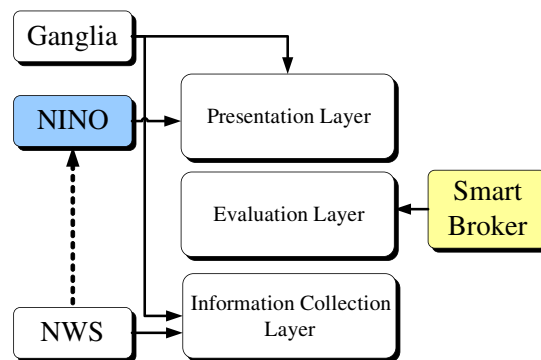 Ganglia
NINO
Presentation Layer
Evaluation Layer
Smart
Broker
Information Collection
Layer
NWS